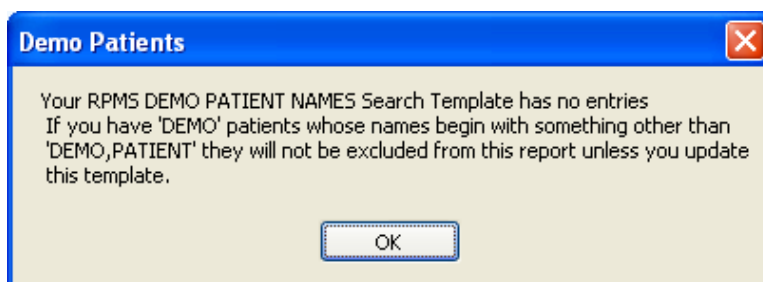 Demo Patients
Your RPMS DEMO PATIENT NAMES Search Template has no entries
If you have 'DEMO' patients whose names begin with something other than
'DEMO,PATIENT' they will not be excluded from this report unless you update
this template.
OK